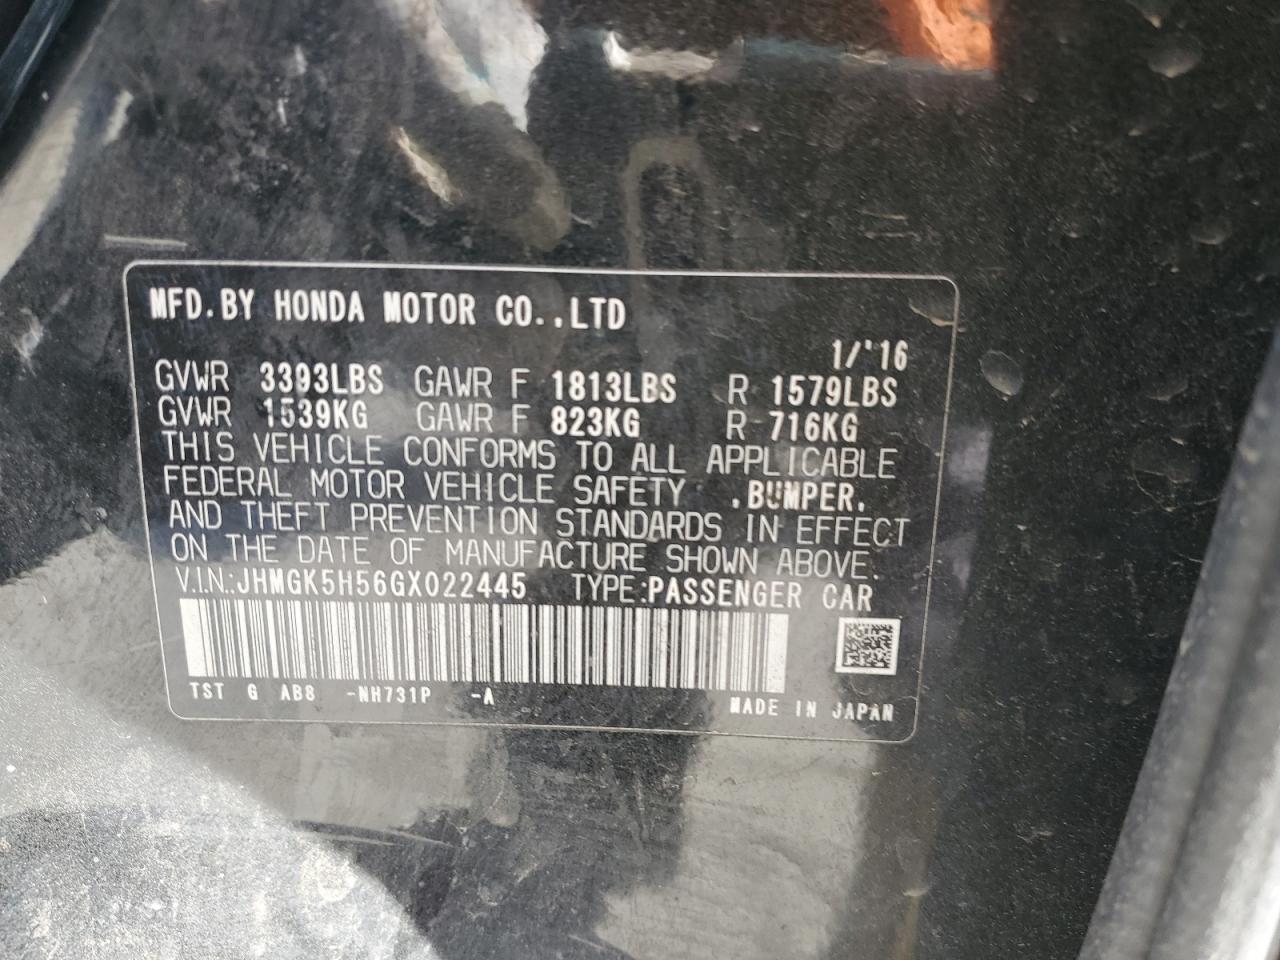 MFD.BY HONDA MOTOR CO.,LTD
1/'16
GVWR 3393LBS GAWR F 1813LBS R 1579LBS
GVWR 1539KG GAWR F 823KG R 716KG
THIS VEHICLE CONFORMS TO ALL APPLICABLE
FEDERAL MOTOR VEHICLE SAFETY .BUMPER.
AND THEFT PREVENTION STANDARDS IN EFFECT
ON THE DATE OF MANUFACTURE SHOWN ABOVE.
V.I.N.:JHMGK5H56GX022445 TYPE:PASSENGER CAR
TST G AB8 -NH731P -A
MADE IN JAPAN